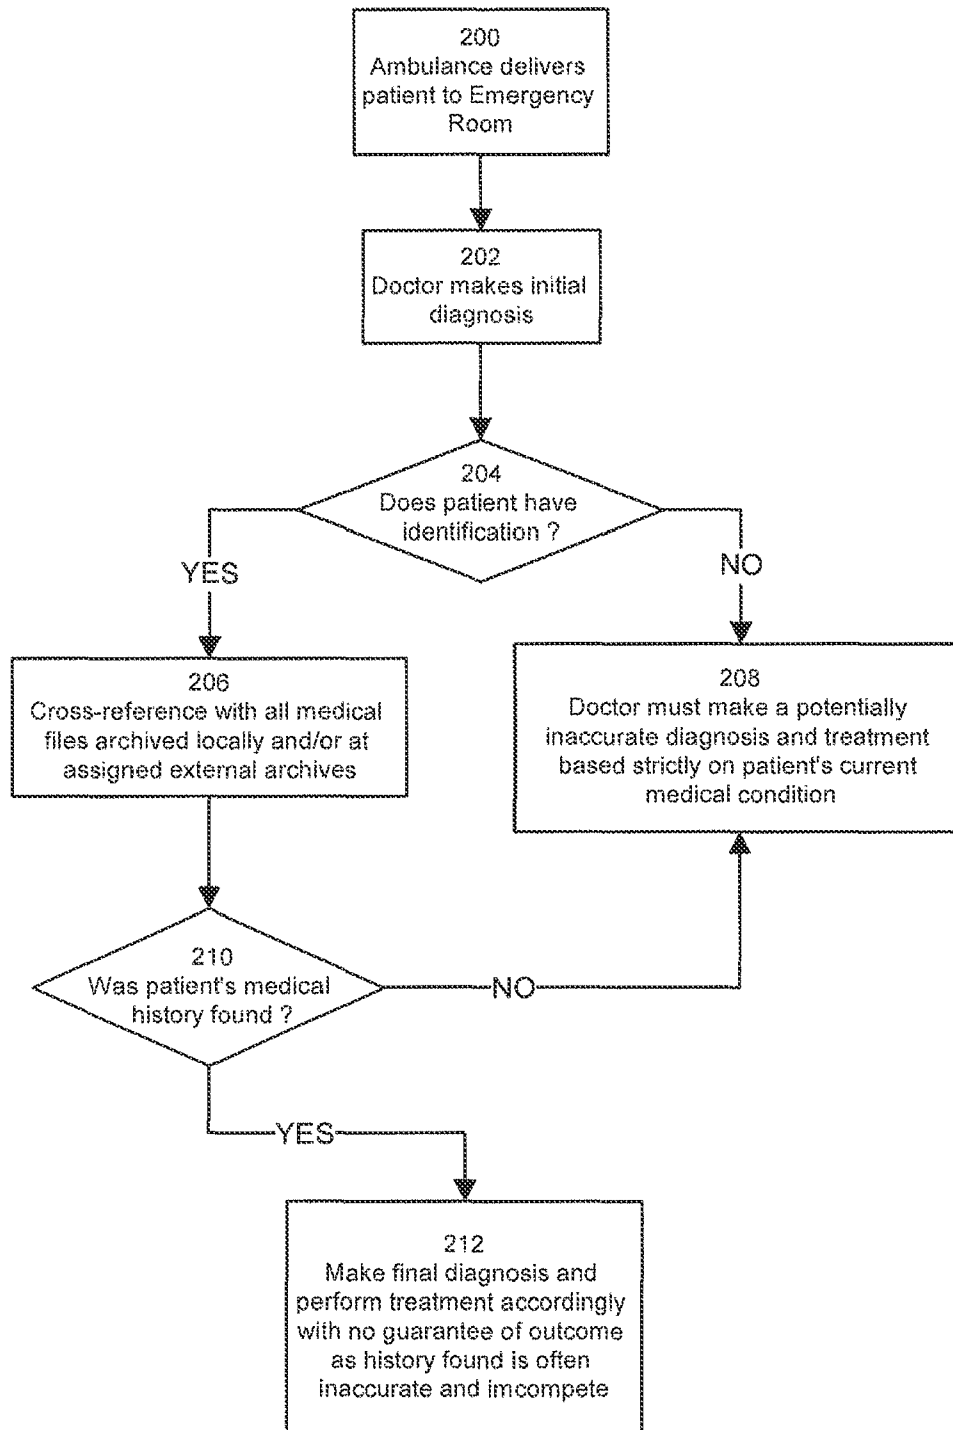 200
Ambulance delivers
patient to Emergency
Room
202
Doctor makes initial
diagnosis
204
Does patient have
identification ?
YES
NO
206
Cross-reference with all medical
files archived locally and/or at
assigned external archives
208
Doctor must make a potentially
inaccurate diagnosis and treatment
based strictly on patient's current
medical condition
210
Was patient's medical
history found ?
NO
YES
212
Make final diagnosis and
perform treatment accordingly
with no guarantee of outcome
as history found is often
inaccurate and imcompete